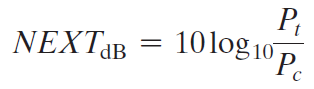 NEXT_dB = 10 log_10 P_t / P_c